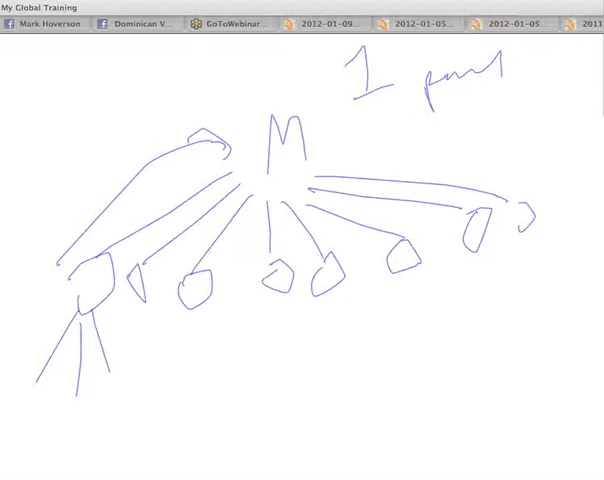 My Global Training
Mark Hoverson Dominican V... GoToWebinar... 2012-01-09... 2012-01-05... 2012-01-05... 2011
1
M